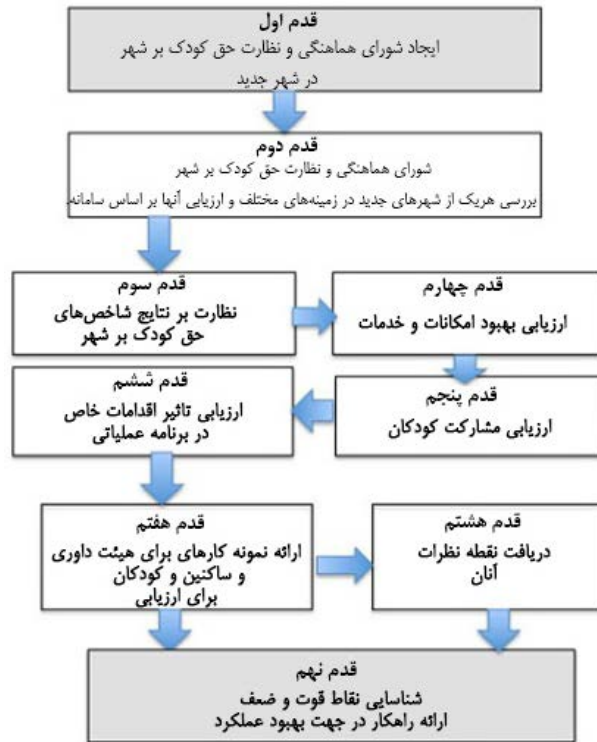 قدم اول
ایجاد شورای هماهنگی و نظارت حق کودک بر شهر
در شهر جدید
قدم دوم
شورای هماهنگی و نظارت حق کودک بر شهر
بررسی هریک از شهرهای جدید در زمینه‌های مختلف و ارزیابی آنها بر اساس سامانه.
قدم سوم
نظارت بر نتایج شاخص‌های
حق کودک بر شهر
قدم چهارم
ارزیابی بهبود امکانات و خدمات
قدم پنجم
ارزیابی مشارکت کودکان
قدم ششم
ارزیابی تاثیر اقدامات خاص
در برنامه عملیاتی
قدم هفتم
ارائه نمونه کارهای برای هیئت داوری
و ساکنین و کودکان
برای ارزیابی
قدم هشتم
دریافت نقطه نظرات
آنان
قدم نهم
شناسایی نقاط قوت و ضعف
ارائه راهکار در جهت بهبود عملکرد